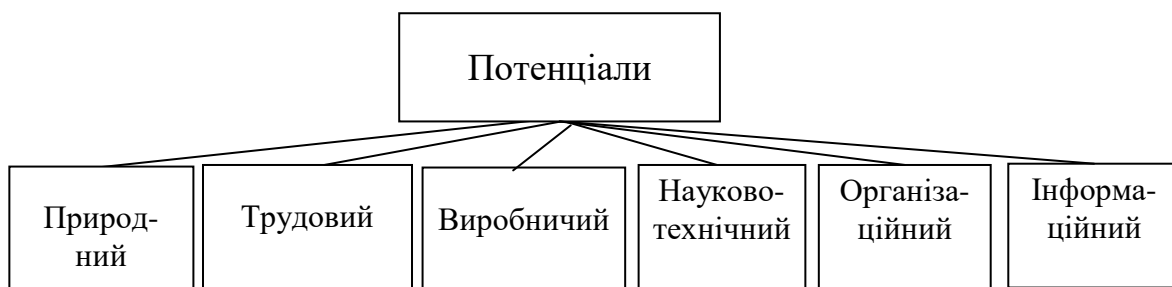 Потенціали
Природ-
ний
Трудовий
Виробничий
Науково-
технічний
Організа-
ційний
Інформа-
ційний